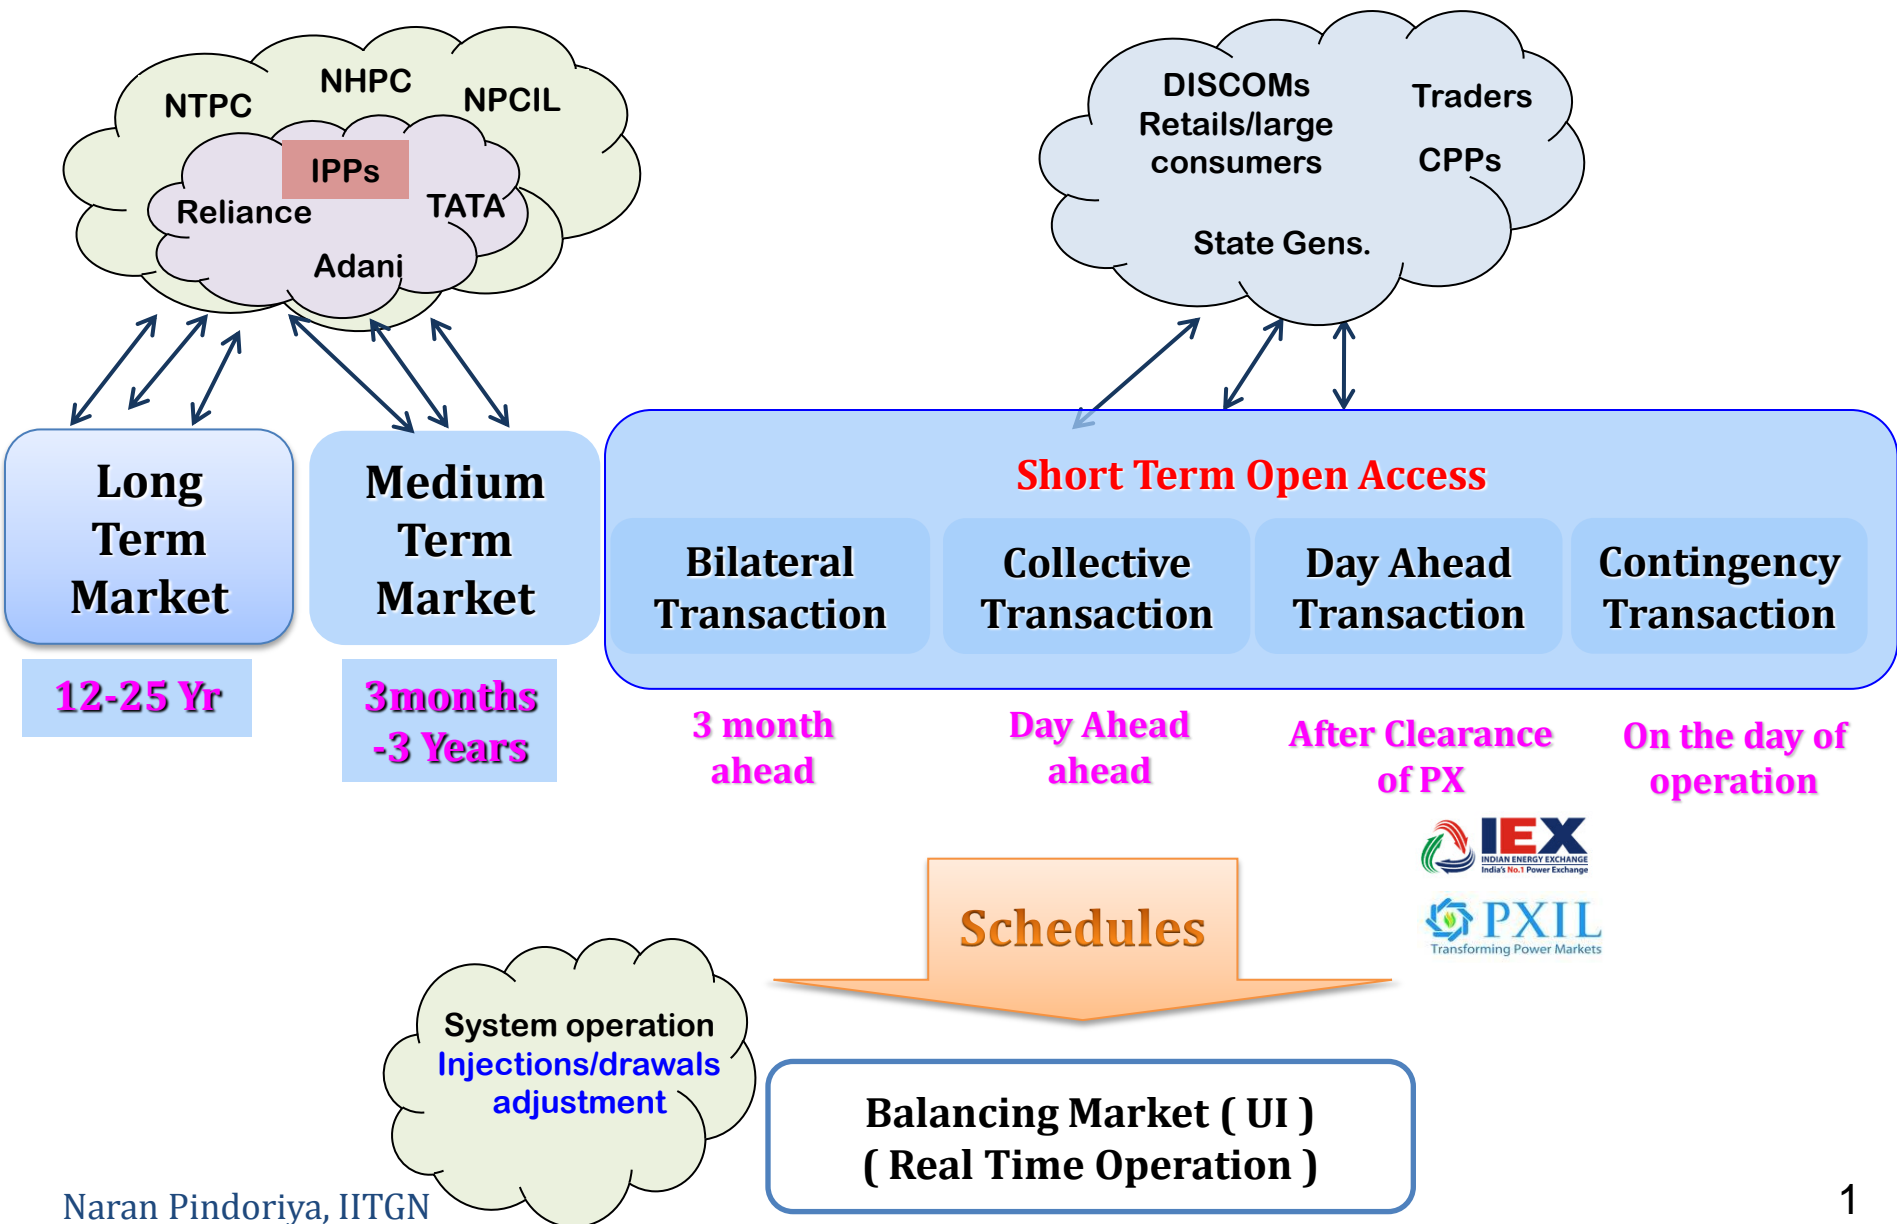 NTPC
NHPC
NPCIL
IPPs
Reliance
TATA
Adani
DISCOMs
Retails/large
consumers
Traders
CPPs
State Gens.
Long
Term
Market
Medium
Term
Market
Short Term Open Access
Bilateral
Transaction
Collective
Transaction
Day Ahead
Transaction
Contingency
Transaction
12-25 Yr
3months
-3 Years
3 month
ahead
Day Ahead
ahead
After Clearance
of PX
On the day of
operation
IEX
INDIAN ENERGY EXCHANGE
India's No.1 Power Exchange
PXIL
Transforming Power Markets
Schedules
System operation
Injections/drawals
adjustment
Balancing Market ( UI )
( Real Time Operation )
Naran Pindoriya, IITGN
1